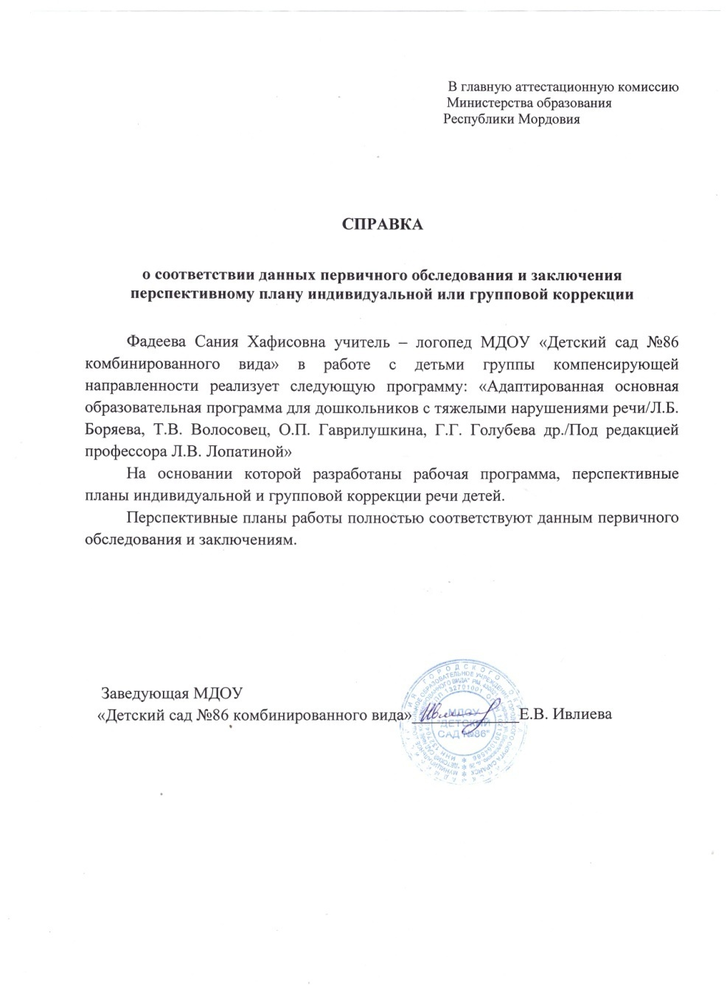 В главную аттестационную комиссию
Министерства образования
Республики Мордовия
СПРАВКА
о соответствии данных первичного обследования и заключения
перспективному плану индивидуальной или групповой коррекции
Фадеева Сания Хафисовна учитель – логопед МДОУ «Детский сад №86
комбинированного вида» в работе с детьми группы компенсирующей
направленности реализует следующую программу: «Адаптированная основная
образовательная программа для дошкольников с тяжелыми нарушениями речи/Л.Б.
Боряева, Т.В. Волосовец, О.П. Гаврилушкина, Г.Г. Голубева др./Под редакцией
профессора Л.В. Лопатиной»
На основании которой разработаны рабочая программа, перспективные
планы индивидуальной и групповой коррекции речи детей.
Перспективные планы работы полностью соответствуют данным первичного
обследования и заключениям.
Заведующая МДОУ
«Детский сад №86 комбинированного вида»____________Е.В. Ивлиева
МДОУ
"ДЕТСКИЙ
САД №86"